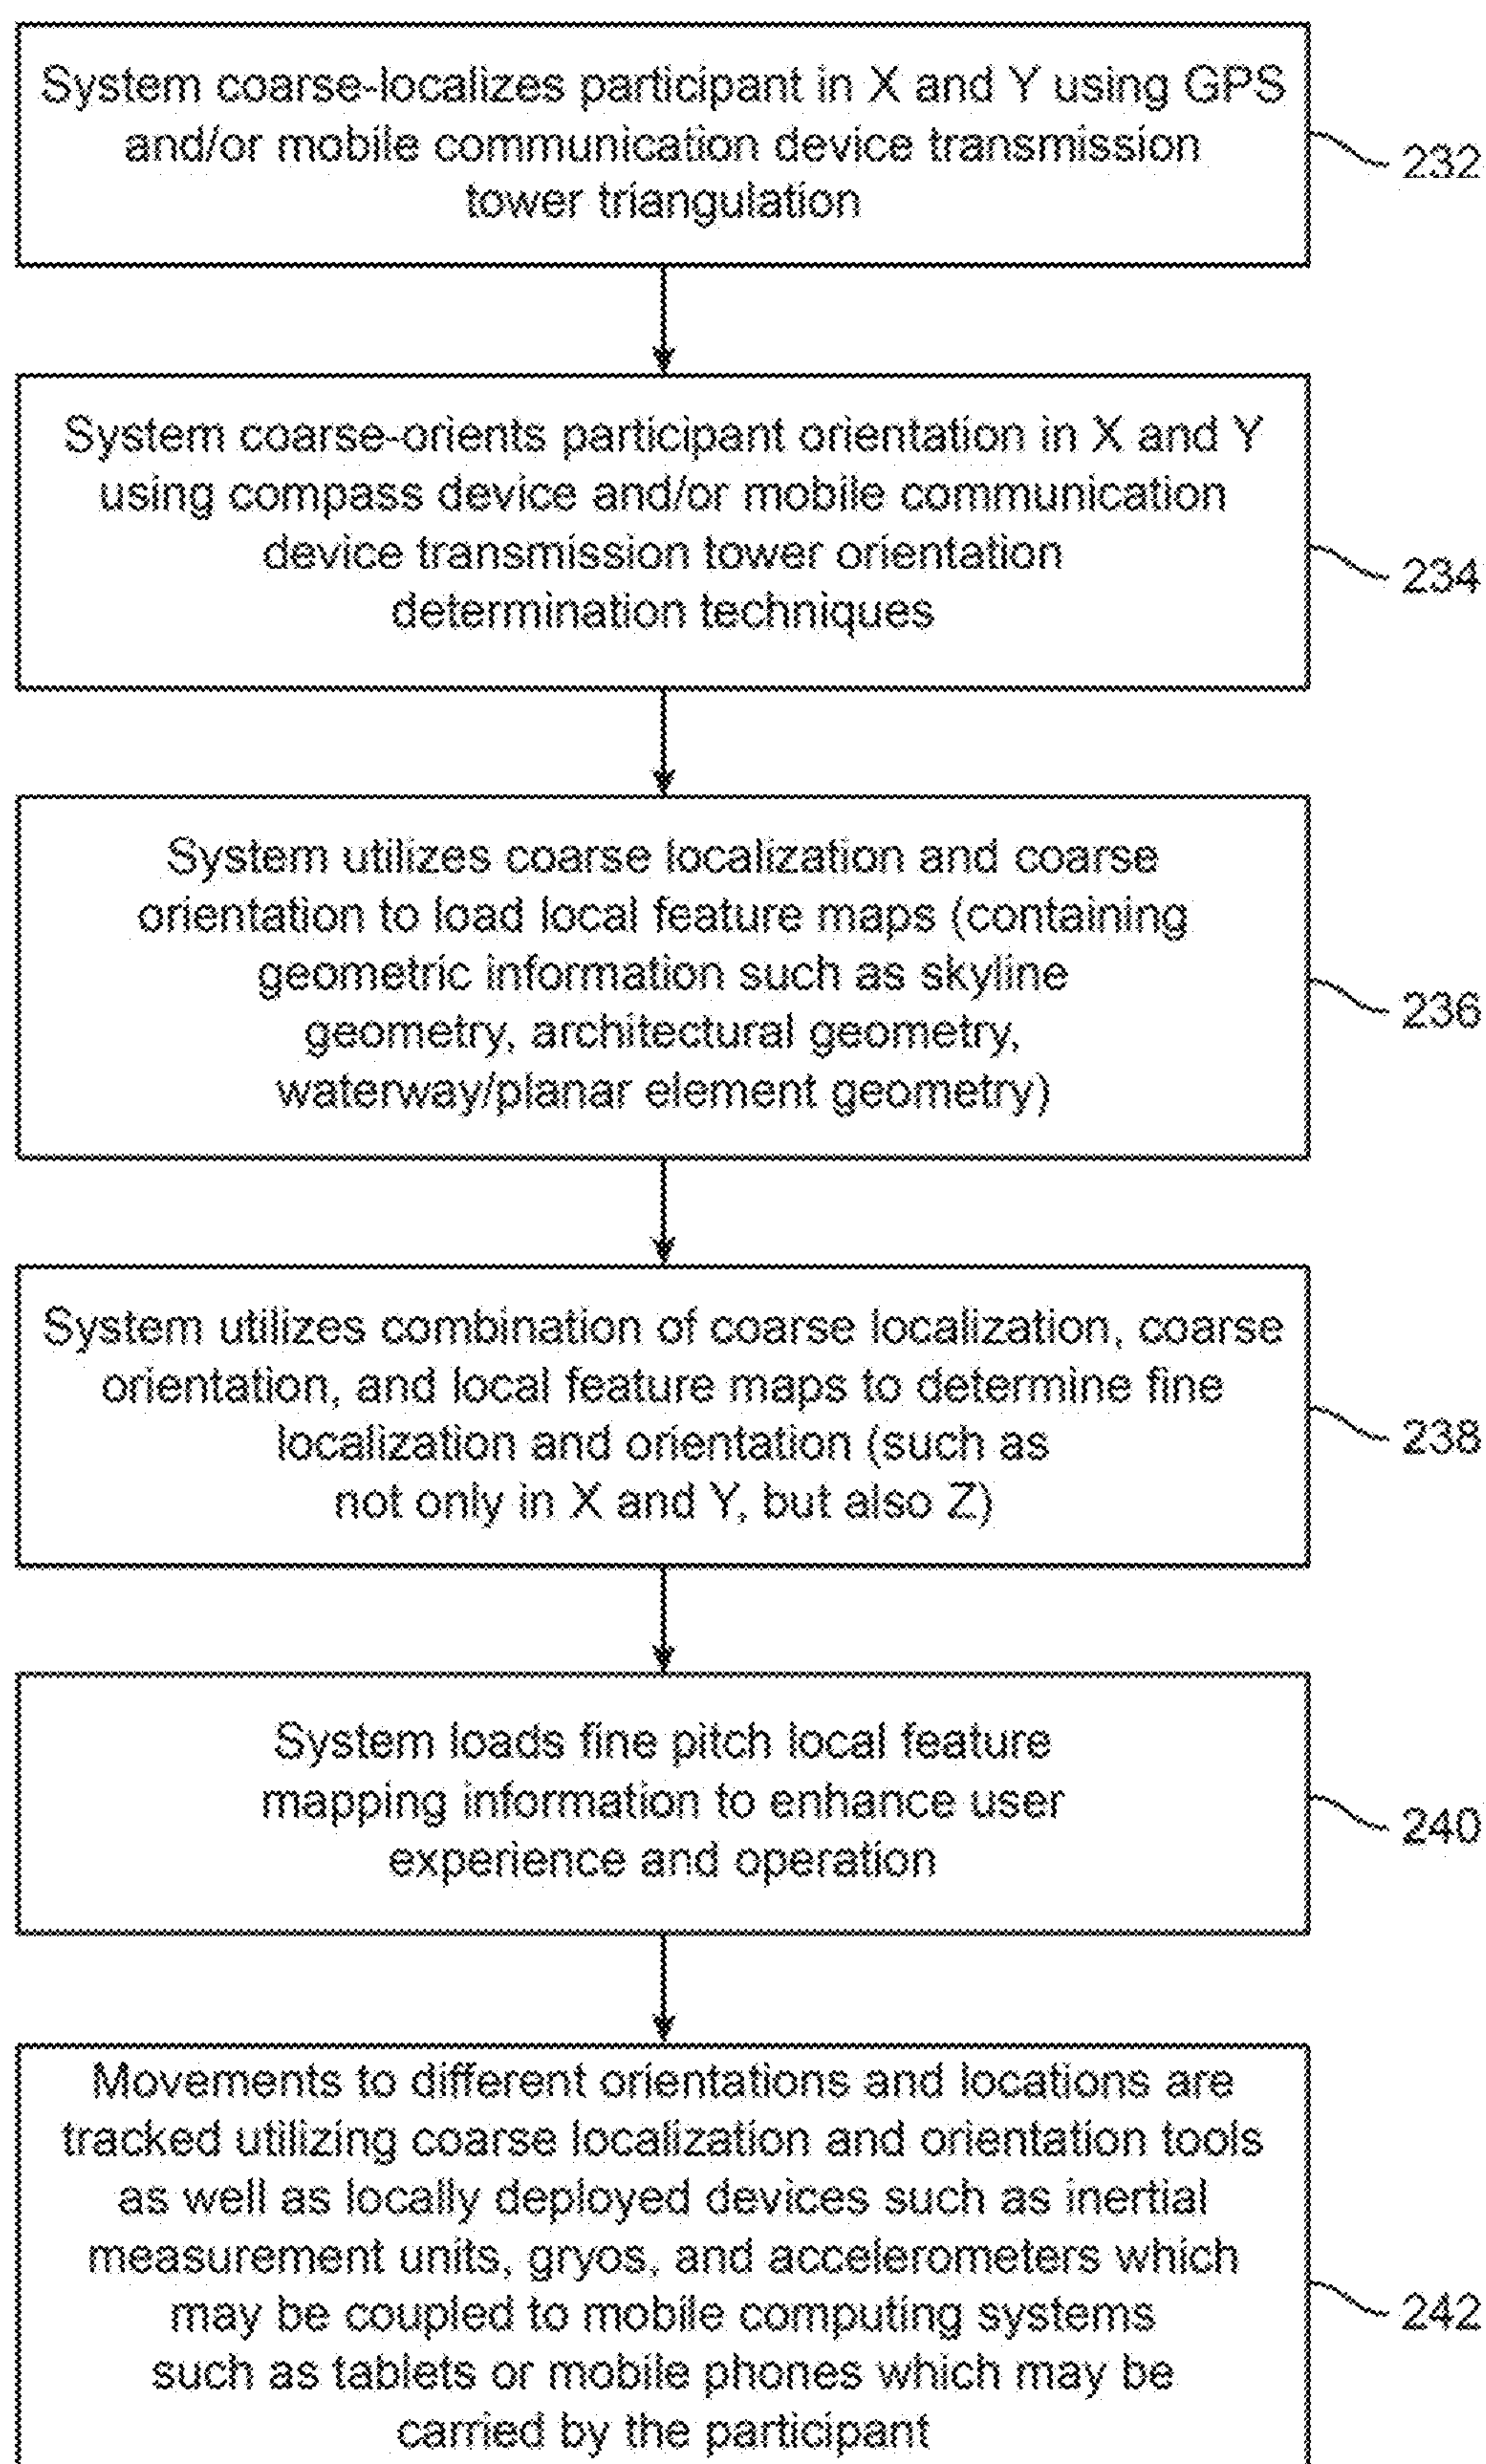 System coarse-localizes participant in X and Y using GPS
and/or mobile communication device transmission
tower triangulation
232
System coarse-orients participant orientation in X and Y
using compass device and/or mobile communication
device transmission tower orientation
determination techniques
234
System utilizes coarse localization and coarse
orientation to load local feature maps (containing
geometric information such as skyline
geometry, architectural geometry,
waterway/planar element geometry)
236
System utilizes combination of coarse localization, coarse
orientation, and local feature maps to determine fine
localization and orientation (such as
not only in X and Y, but also Z)
238
System loads fine pitch local feature
mapping information to enhance user
experience and operation
240
Movements to different orientations and locations are
tracked utilizing coarse localization and orientation tools
as well as locally deployed devices such as inertial
measurement units, gryos, and accelerometers which
may be coupled to mobile computing systems
such as tablets or mobile phones which may be
carried by the participant
242